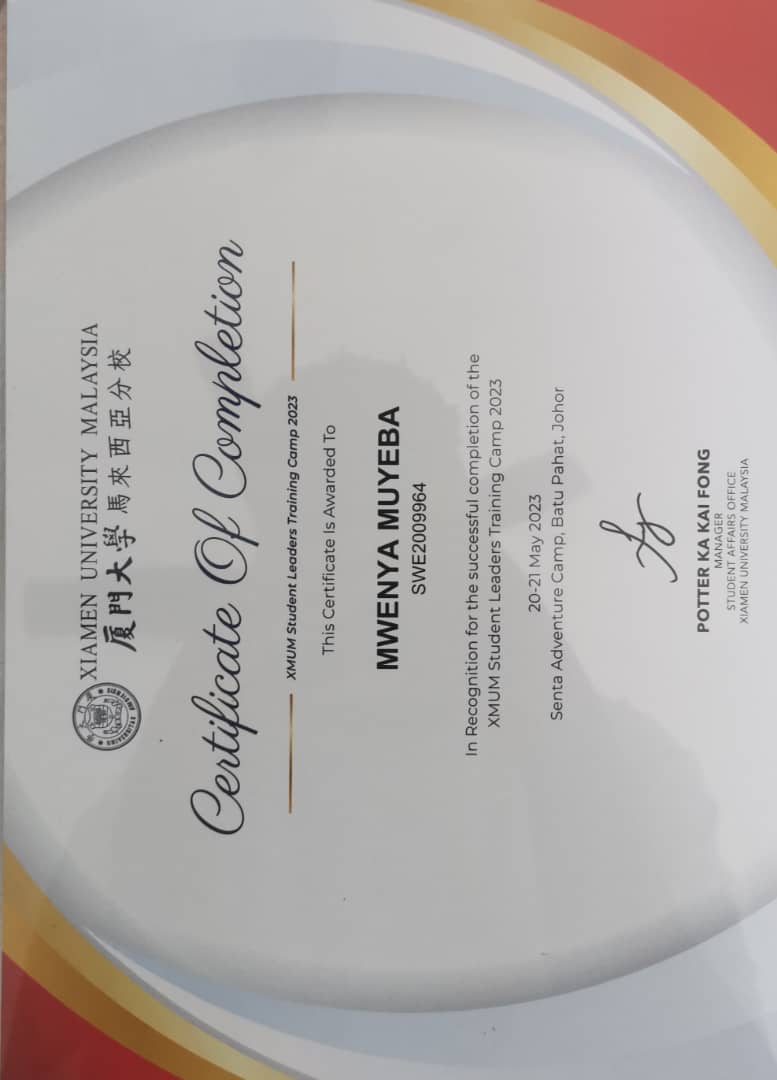 XIAMEN UNIVERSITY MALAYSIA
廈門大學 馬來西亞分校
Certificate Of Completion
XMUM Student Leaders Training Camp 2023
This Certificate Is Awarded To
MWENYA MUYEBA
SWE2009964
In Recognition for the successful completion of the
XMUM Student Leaders Training Camp 2023
20-21 May 2023
Senta Adventure Camp, Batu Pahat, Johor
POTTER KA KAI FONG
MANAGER
STUDENT AFFAIRS OFFICE
XIAMEN UNIVERSITY MALAYSIA